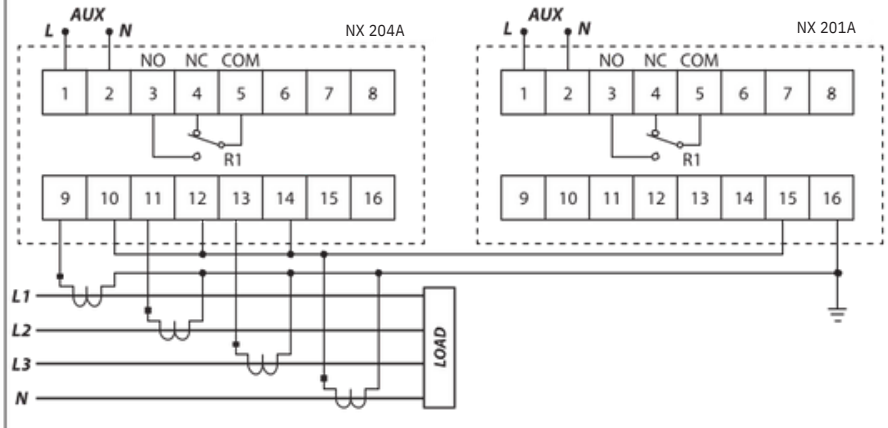 AUX
L N
NX 204A
NO NC COM
1 2 3 4 5 6 7 8
R1
9 10 11 12 13 14 15 16
AUX
L N
NX 201A
NO NC COM
1 2 3 4 5 6 7 8
R1
9 10 11 12 13 14 15 16
L1
L2
L3
N
LOAD